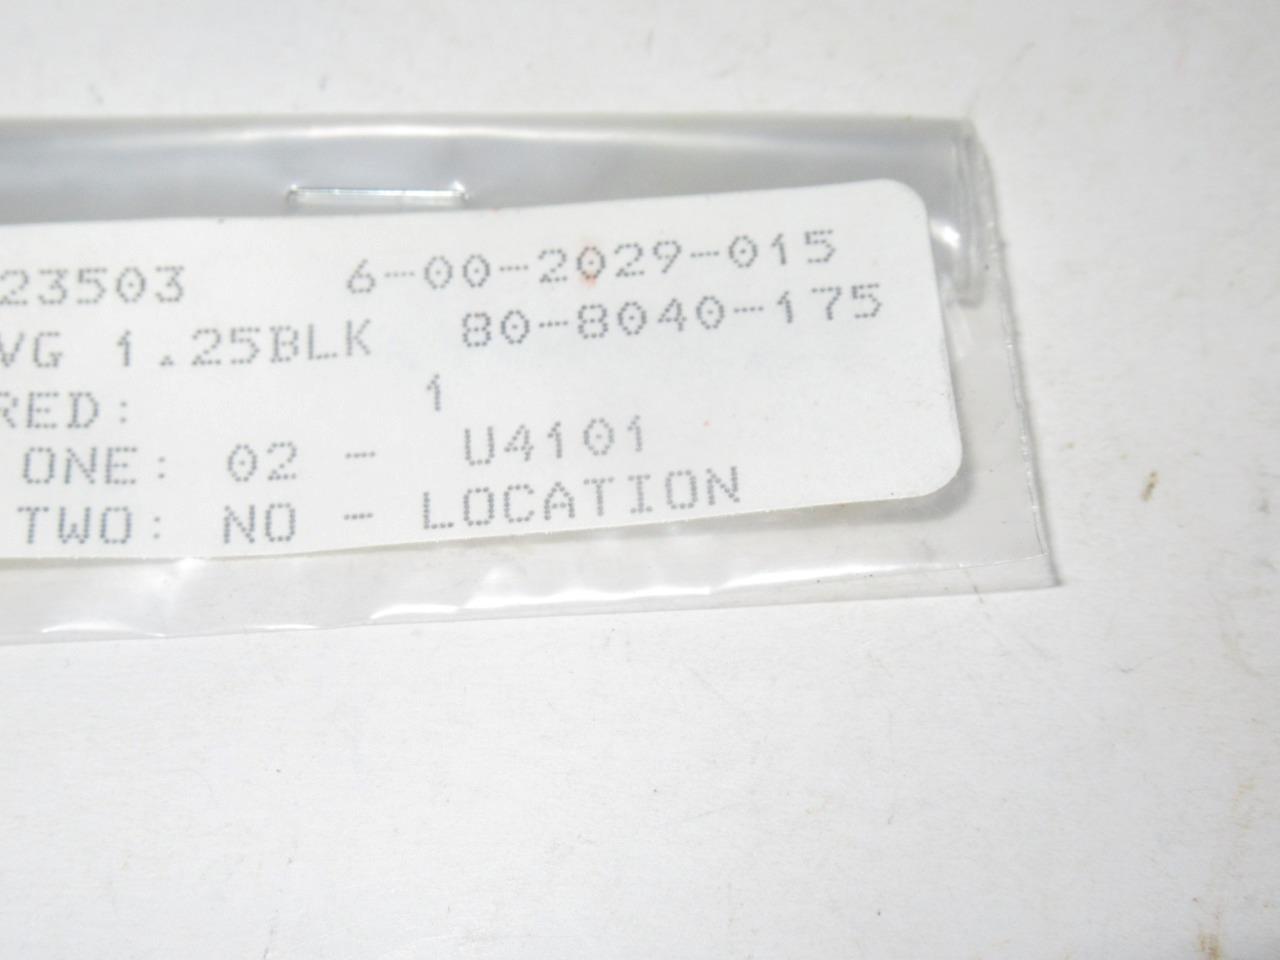 23503 6-00-2029-015
VG 1.25BLK 80-8040-175
RED: 1
ONE: 02 - U4101
TWO: NO - LOCATION